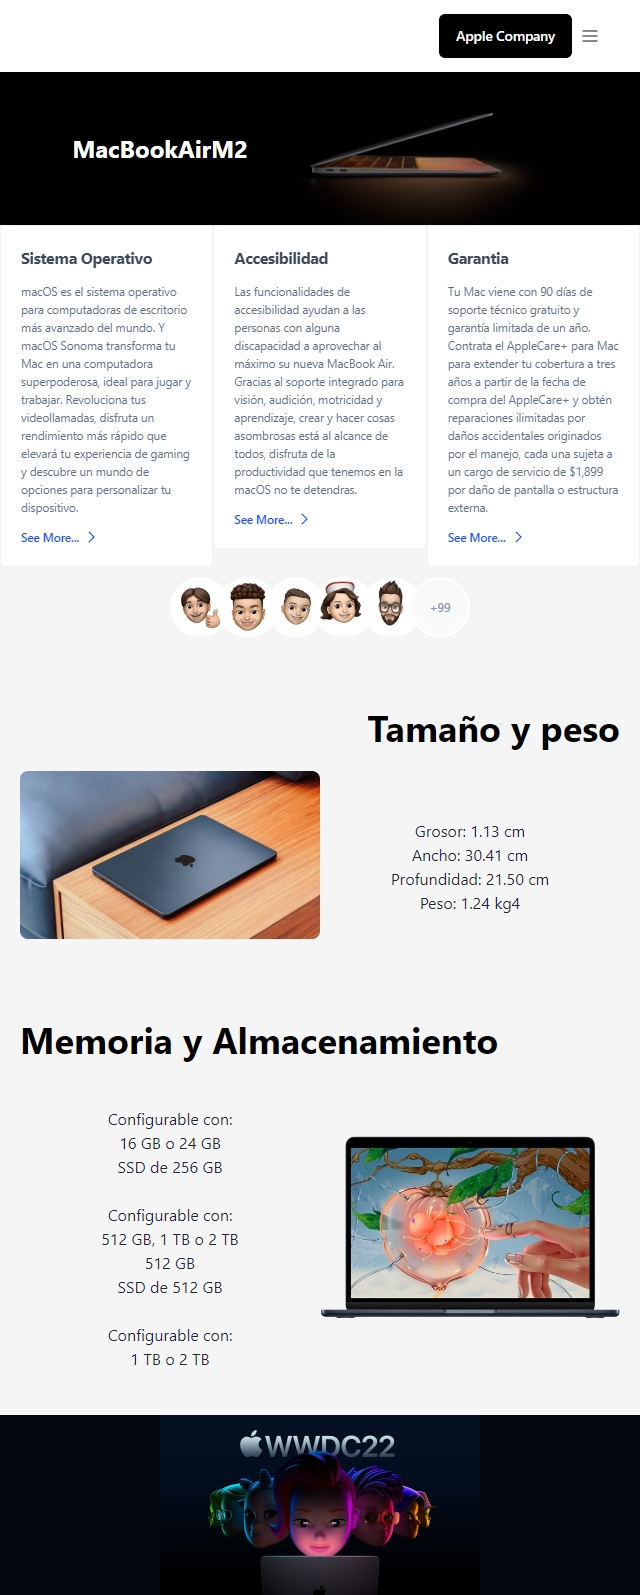 Apple Company
MacBookAirM2
Sistema Operativo
macOS es el sistema operativo
para computadoras de escritorio
más avanzado del mundo. Y
macOS Sonoma transforma tu
Mac en una computadora
superpoderosa, ideal para jugar y
trabajar. Revoluciona tus
videollamadas, disfruta un
rendimiento más rápido que
elevará tu experiencia de gaming
y descubre un mundo de
opciones para personalizar tu
dispositivo.
See More...
Accesibilidad
Las funcionalidades de
accesibilidad ayudan a las
personas con alguna
discapacidad a aprovechar al
máximo su nueva MacBook Air.
Gracias al soporte integrado para
visión, audición, motricidad y
aprendizaje, crear y hacer cosas
asombrosas está al alcance de
todos, disfruta de la
productividad que tenemos en la
macOS no te detendras.
See More...
Garantia
Tu Mac viene con 90 días de
soporte técnico gratuito y
garantía limitada de un año.
Contrata el AppleCare+ para Mac
para extender tu cobertura a tres
años a partir de la fecha de
compra del AppleCare+ y obtén
reparaciones ilimitadas por
daños accidentales originados
por el manejo, cada una sujeta a
un cargo de servicio de $1,899
por daño de pantalla o estructura
externa.
See More...
+99
Tamaño y peso
Grosor: 1.13 cm
Ancho: 30.41 cm
Profundidad: 21.50 cm
Peso: 1.24 kg4
Memoria y Almacenamiento
Configurable con:
16 GB o 24 GB
SSD de 256 GB
Configurable con:
512 GB, 1 TB o 2 TB
512 GB
SSD de 512 GB
Configurable con:
1 TB o 2 TB
WWDC22